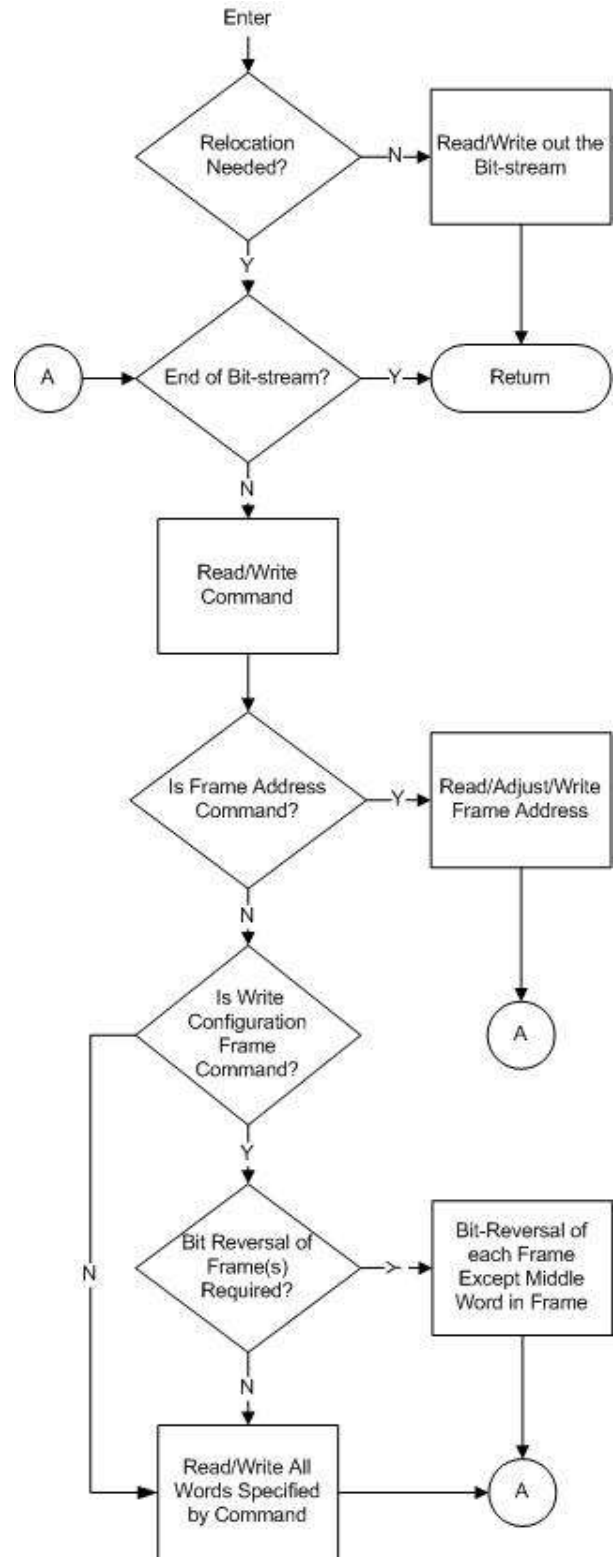 Enter
Relocation
Needed?
N
Read/Write out the
Bit-stream
Y
A
End of Bit-stream?
Y
Return
N
Read/Write
Command
Is Frame Address
Command?
Y
Read/Adjust/Write
Frame Address
N
Is Write
Configuration
Frame
Command?
A
Y
N
Bit Reversal of
Frame(s)
Required?
Y
Bit-Reversal of
each Frame
Except Middle
Word in Frame
N
Read/Write All
Words Specified
by Command
A